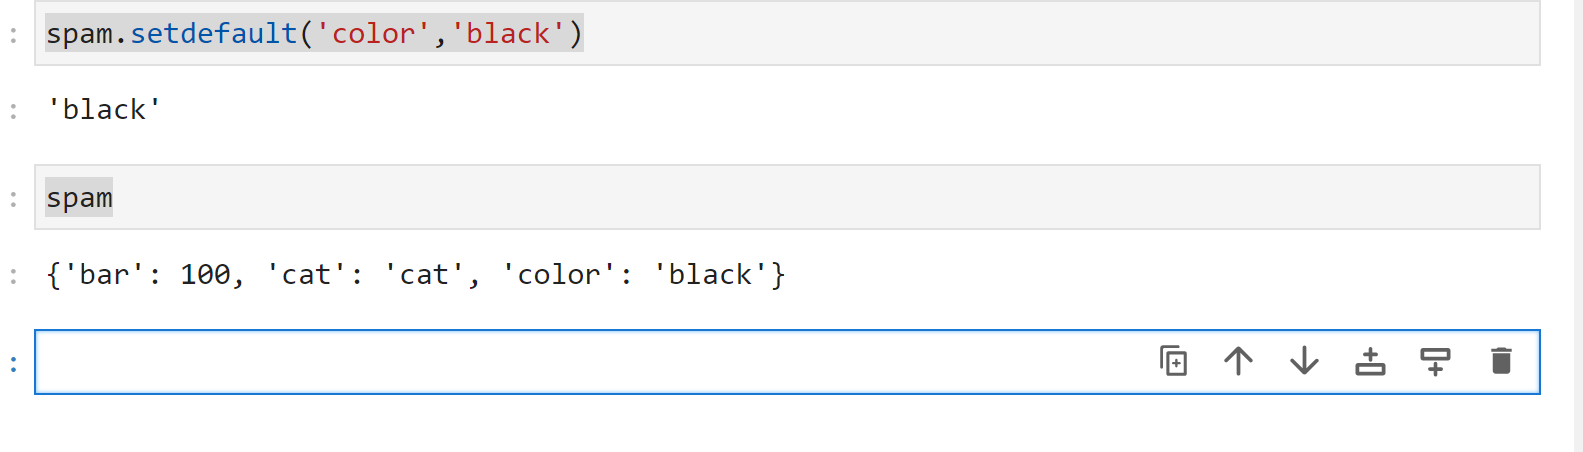 : spam.setdefault('color','black')
: 'black'
: spam
: {'bar': 100, 'cat': 'cat', 'color': 'black'}
: